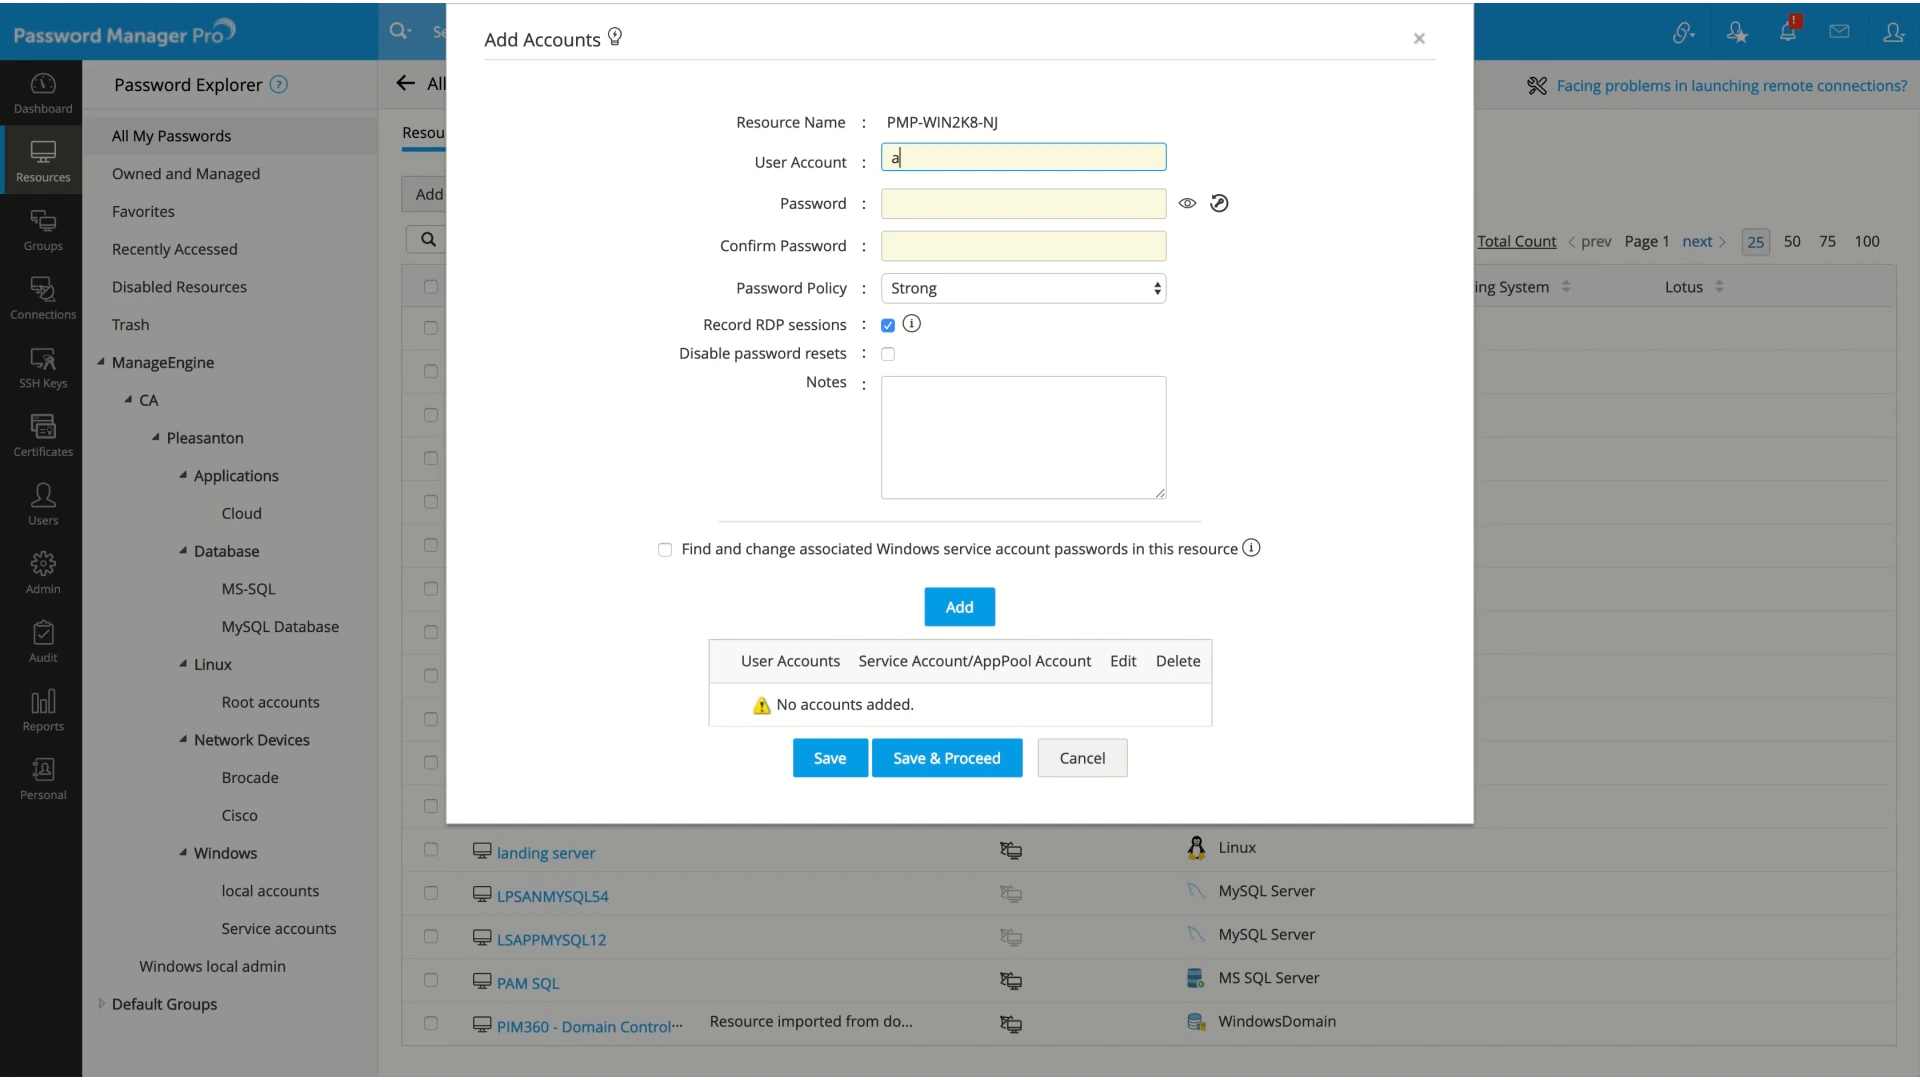 Password Manager Pro
Se
Add Accounts
×
!
Dashboard
Resources
Groups
Connections
SSH Keys
Certificates
Users
Admin
Audit
Reports
Personal
Password Explorer ?
All My Passwords
Owned and Managed
Favorites
Recently Accessed
Disabled Resources
Trash
ManageEngine
CA
Pleasanton
Applications
Cloud
Database
MS-SQL
MySQL Database
Linux
Root accounts
Network Devices
Brocade
Cisco
Windows
local accounts
Service accounts
Windows local admin
Default Groups
All
Resou
Add
Resource Name : PMP-WIN2K8-NJ
User Account : a
Password :
Confirm Password :
Password Policy : Strong
Record RDP sessions : i
Disable password resets :
Notes :
Find and change associated Windows service account passwords in this resource i
Add
User Accounts Service Account/AppPool Account Edit Delete
No accounts added.
Save Save & Proceed Cancel
Facing problems in launching remote connections?
Total Count < prev Page 1 next > 25 50 75 100
ing System Lotus
landing server Linux
LPSANMYSQL54 MySQL Server
LSAPPMYSQL12 MySQL Server
PAM SQL MS SQL Server
PIM360 - Domain Control... Resource imported from do... WindowsDomain